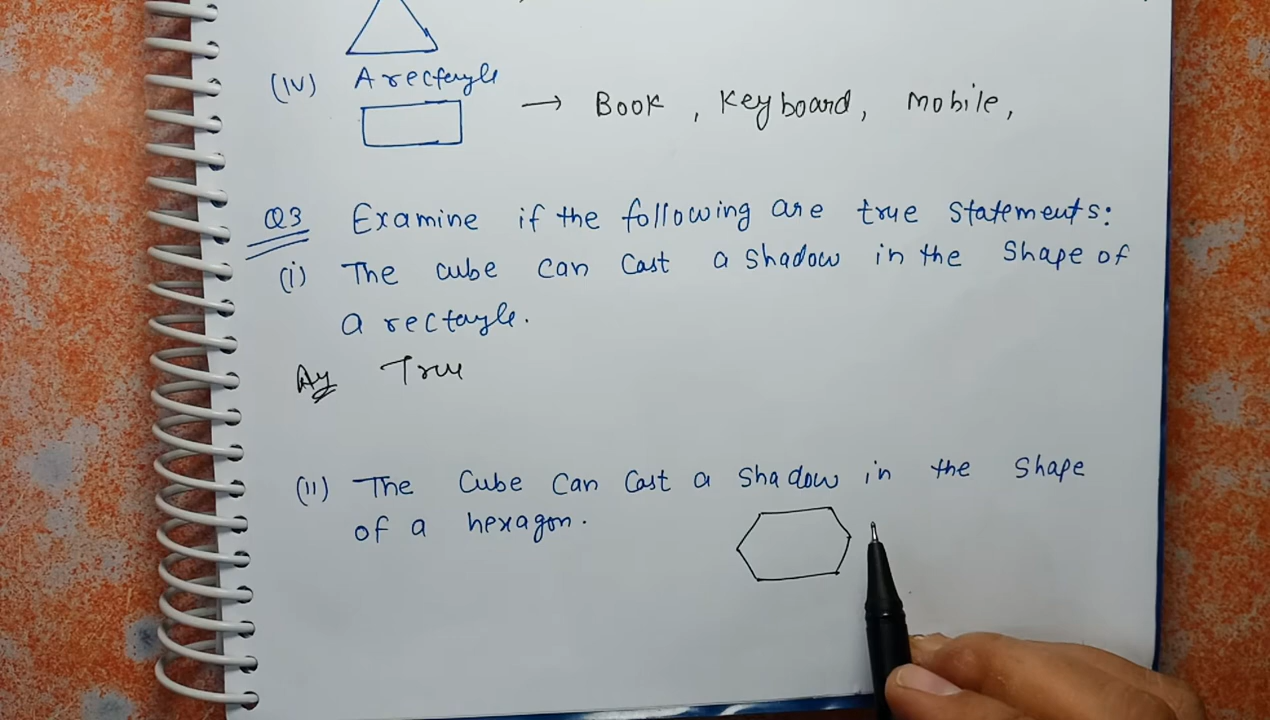 (iv) A rectangle
→ Book, Keyboard, Mobile,
Q3 Examine if the following are true statements:
(i) The cube can cast a shadow in the shape of
a rectangle.
Ans True
(ii) The Cube Can Cast a shadow in the shape
of a hexagon.